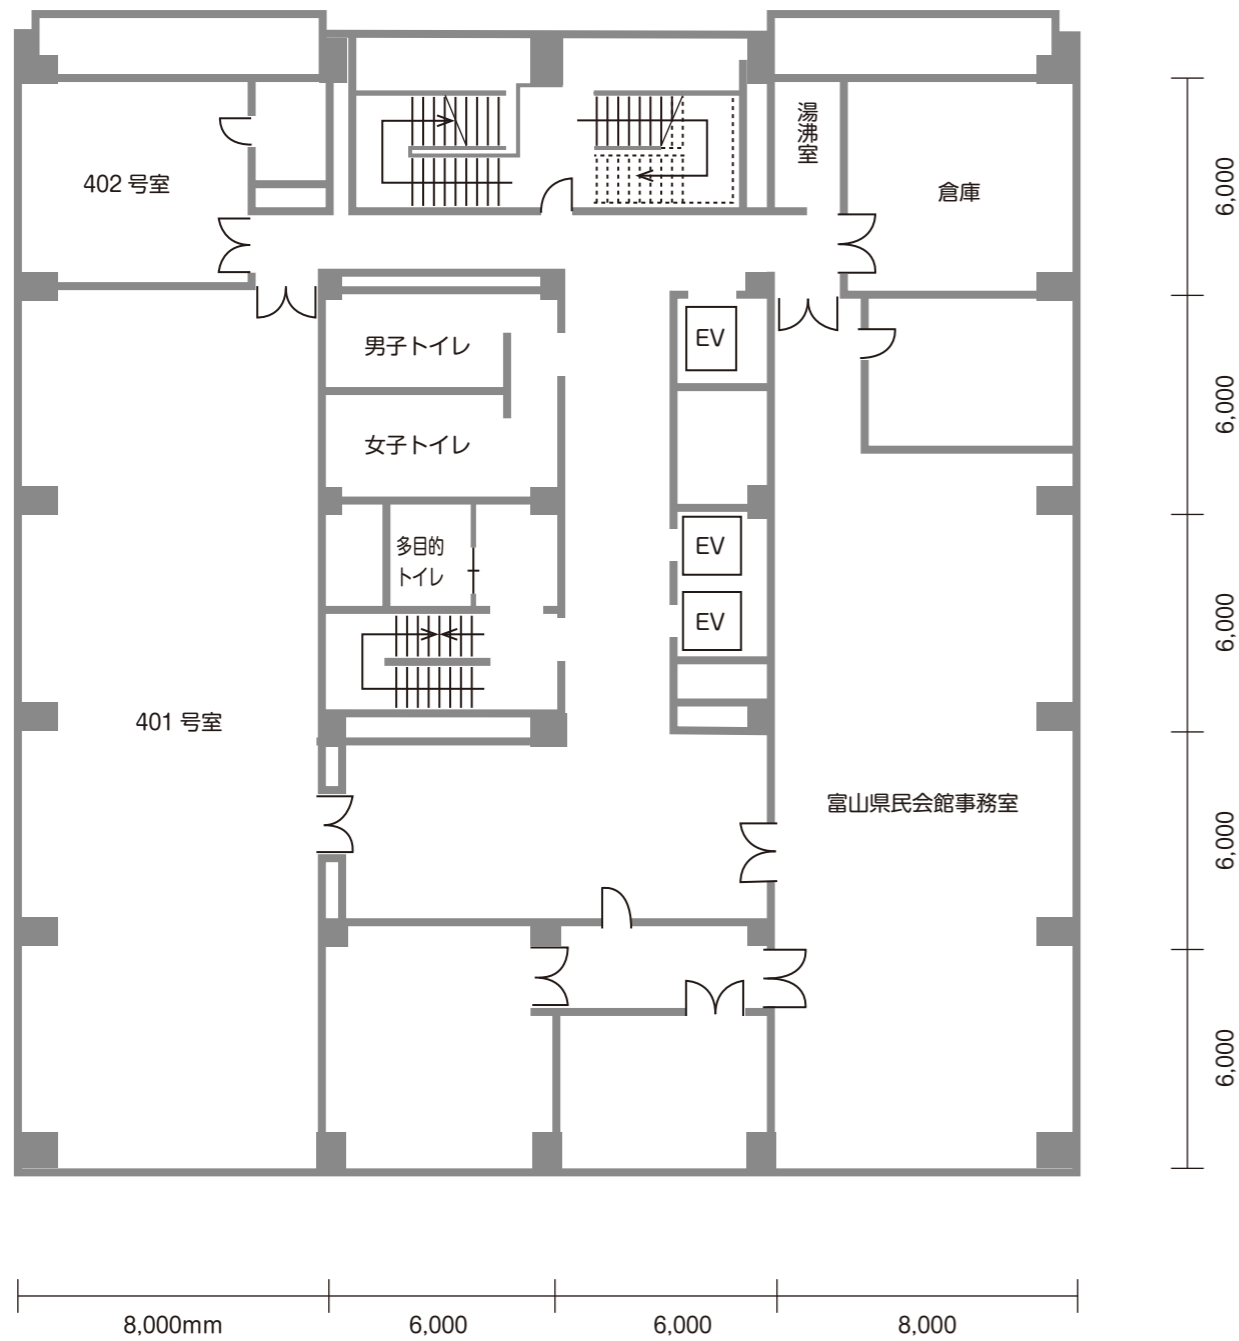 湯沸室
402 号室
倉庫
男子トイレ
EV
女子トイレ
多目的
トイレ
EV
EV
401 号室
富山県民会館事務室
6,000
6,000
6,000
6,000
6,000
8,000mm
6,000
6,000
8,000